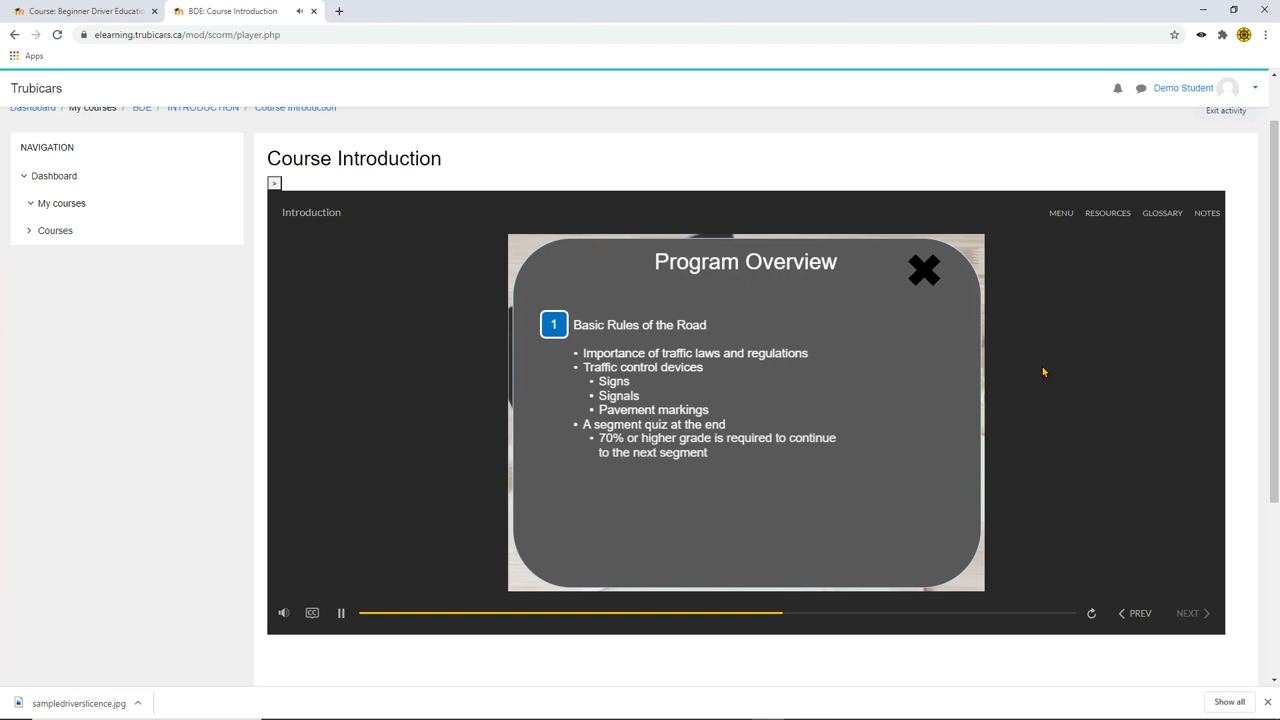 Course: Beginner Driver Educatio
BDE: Course Introduction
elearning.trubicars.ca/mod/scorm/player.php
Apps
Trubicars
Demo Student
Dashboard / My courses / BDE / INTRODUCTION / Course Introduction
Exit activity
NAVIGATION
Dashboard
My courses
Courses
Course Introduction
>
Introduction
MENU RESOURCES GLOSSARY NOTES
Program Overview
1 Basic Rules of the Road
• Importance of traffic laws and regulations
• Traffic control devices
• Signs
• Signals
• Pavement markings
• A segment quiz at the end
• 70% or higher grade is required to continue
to the next segment
CC
PREV
NEXT
sampledriverslicence.jpg
Show all